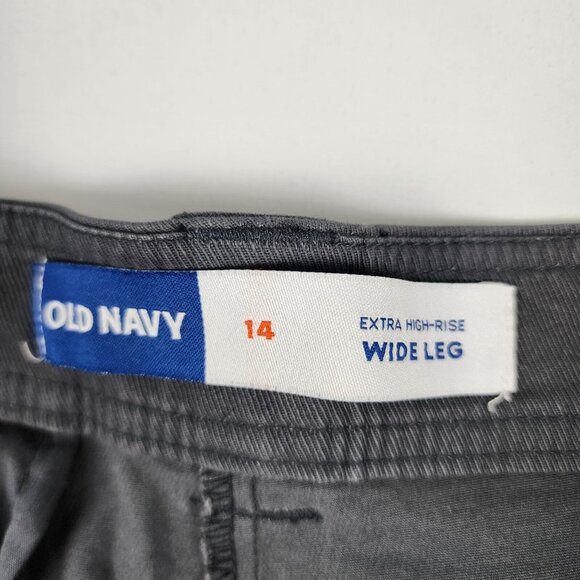 OLD NAVY
14
EXTRA HIGH-RISE
WIDE LEG